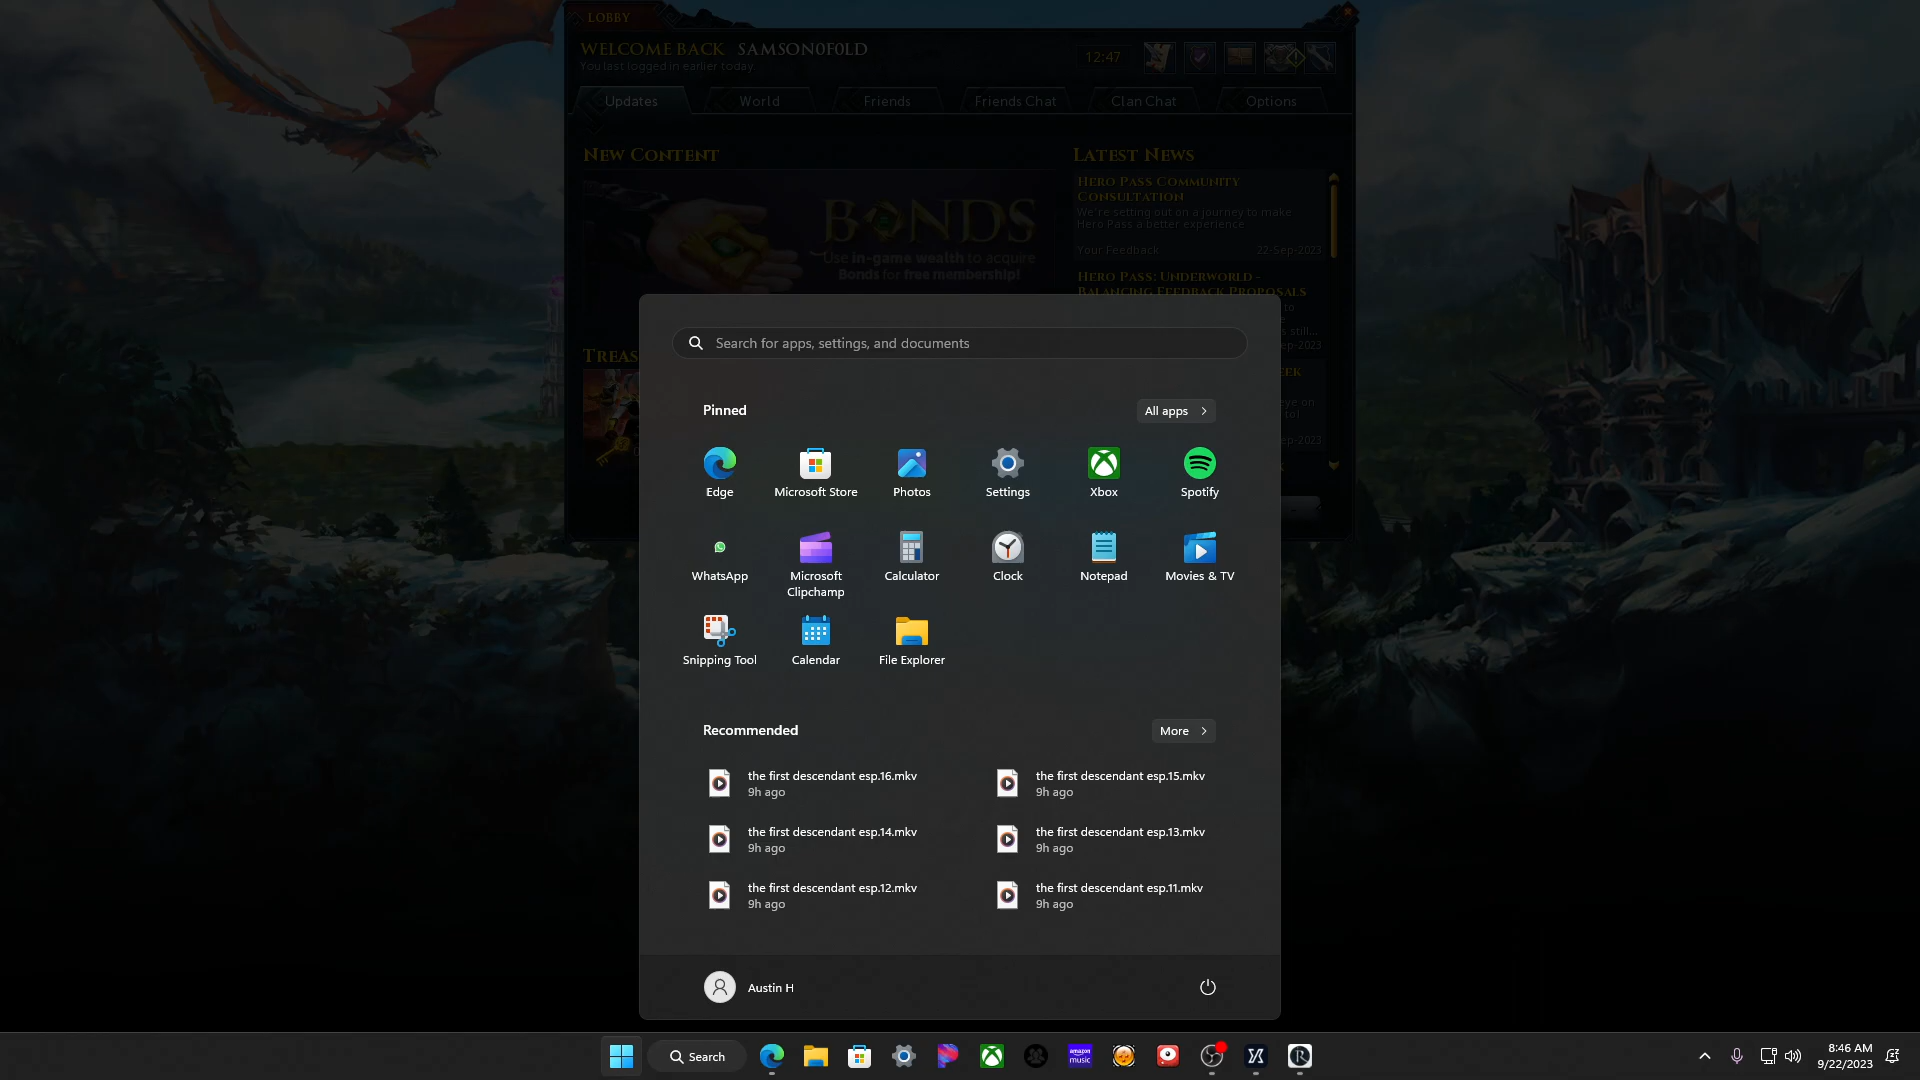 LOBBY
WELCOME BACK SAMSON0F0LD
You last logged in earlier today.
12:47
Updates
World
Friends
Friends Chat
Clan Chat
Options
NEW CONTENT
BONDS
Use in-game wealth to acquire
Bonds for free membership!
LATEST NEWS
HERO PASS COMMUNITY
CONSULTATION
We're setting out on a journey to make
Hero Pass a better experience
Your Feedback 22-Sep-2023
HERO PASS: UNDERWORLD -
BALANCING FEEDBACK PROPOSALS
TREAS
Search for apps, settings, and documents
Pinned
All apps
Edge
Microsoft Store
Photos
Settings
Xbox
Spotify
WhatsApp
Microsoft
Clipchamp
Calculator
Clock
Notepad
Movies & TV
Snipping Tool
Calendar
File Explorer
Recommended
More
the first descendant esp.16.mkv
9h ago
the first descendant esp.15.mkv
9h ago
the first descendant esp.14.mkv
9h ago
the first descendant esp.13.mkv
9h ago
the first descendant esp.12.mkv
9h ago
the first descendant esp.11.mkv
9h ago
Austin H
Search
amazon
music
8:46 AM
9/22/2023